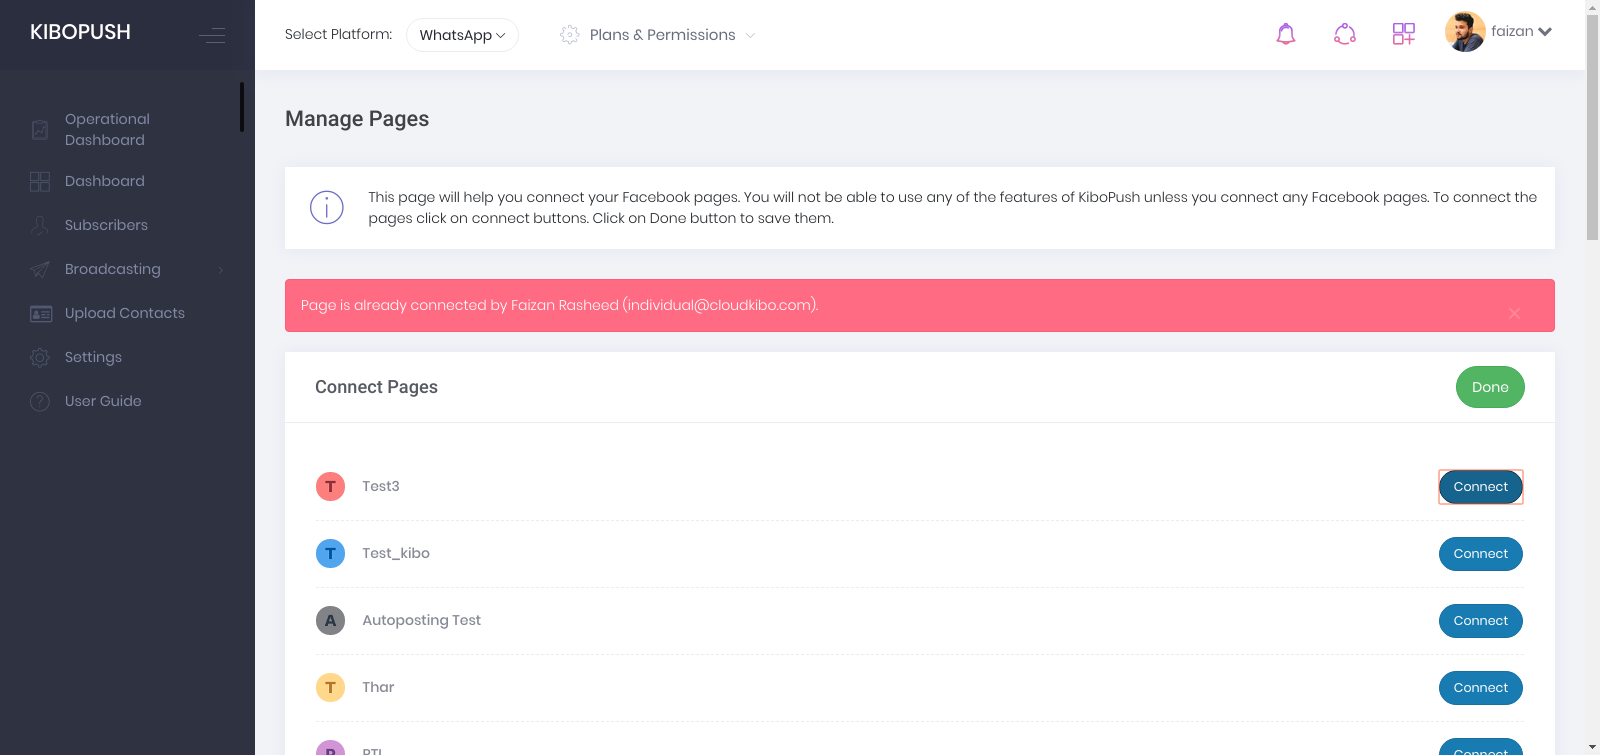 KIBOPUSH
Select Platform:
WhatsApp
Plans & Permissions
faizan
Operational
Dashboard
Dashboard
Subscribers
Broadcasting
Upload Contacts
Settings
User Guide
Manage Pages
This page will help you connect your Facebook pages. You will not be able to use any of the features of KiboPush unless you connect any Facebook pages. To connect the
pages click on connect buttons. Click on Done button to save them.
Page is already connected by Faizan Rasheed (individual@cloudkibo.com).
Connect Pages
Done
T Test3 Connect
T Test_kibo Connect
A Autoposting Test Connect
T Thar Connect
P PTI Connect